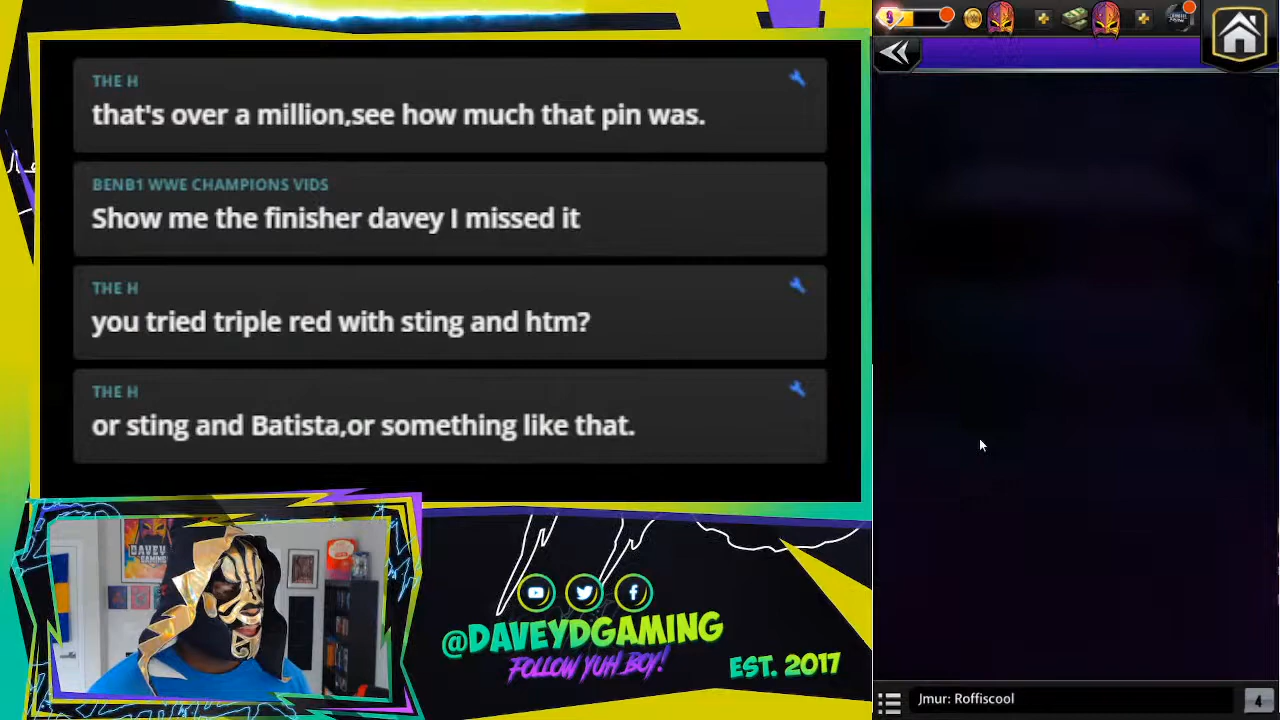 THE H
that's over a million,see how much that pin was.
BENB1 WWE CHAMPIONS VIDS
Show me the finisher davey I missed it
THE H
you tried triple red with sting and htm?
THE H
or sting and Batista,or something like that.
@DAVEYDGAMING
FOLLOW YUH BOY!
EST. 2017
9
Jmur: Roffiscool
4